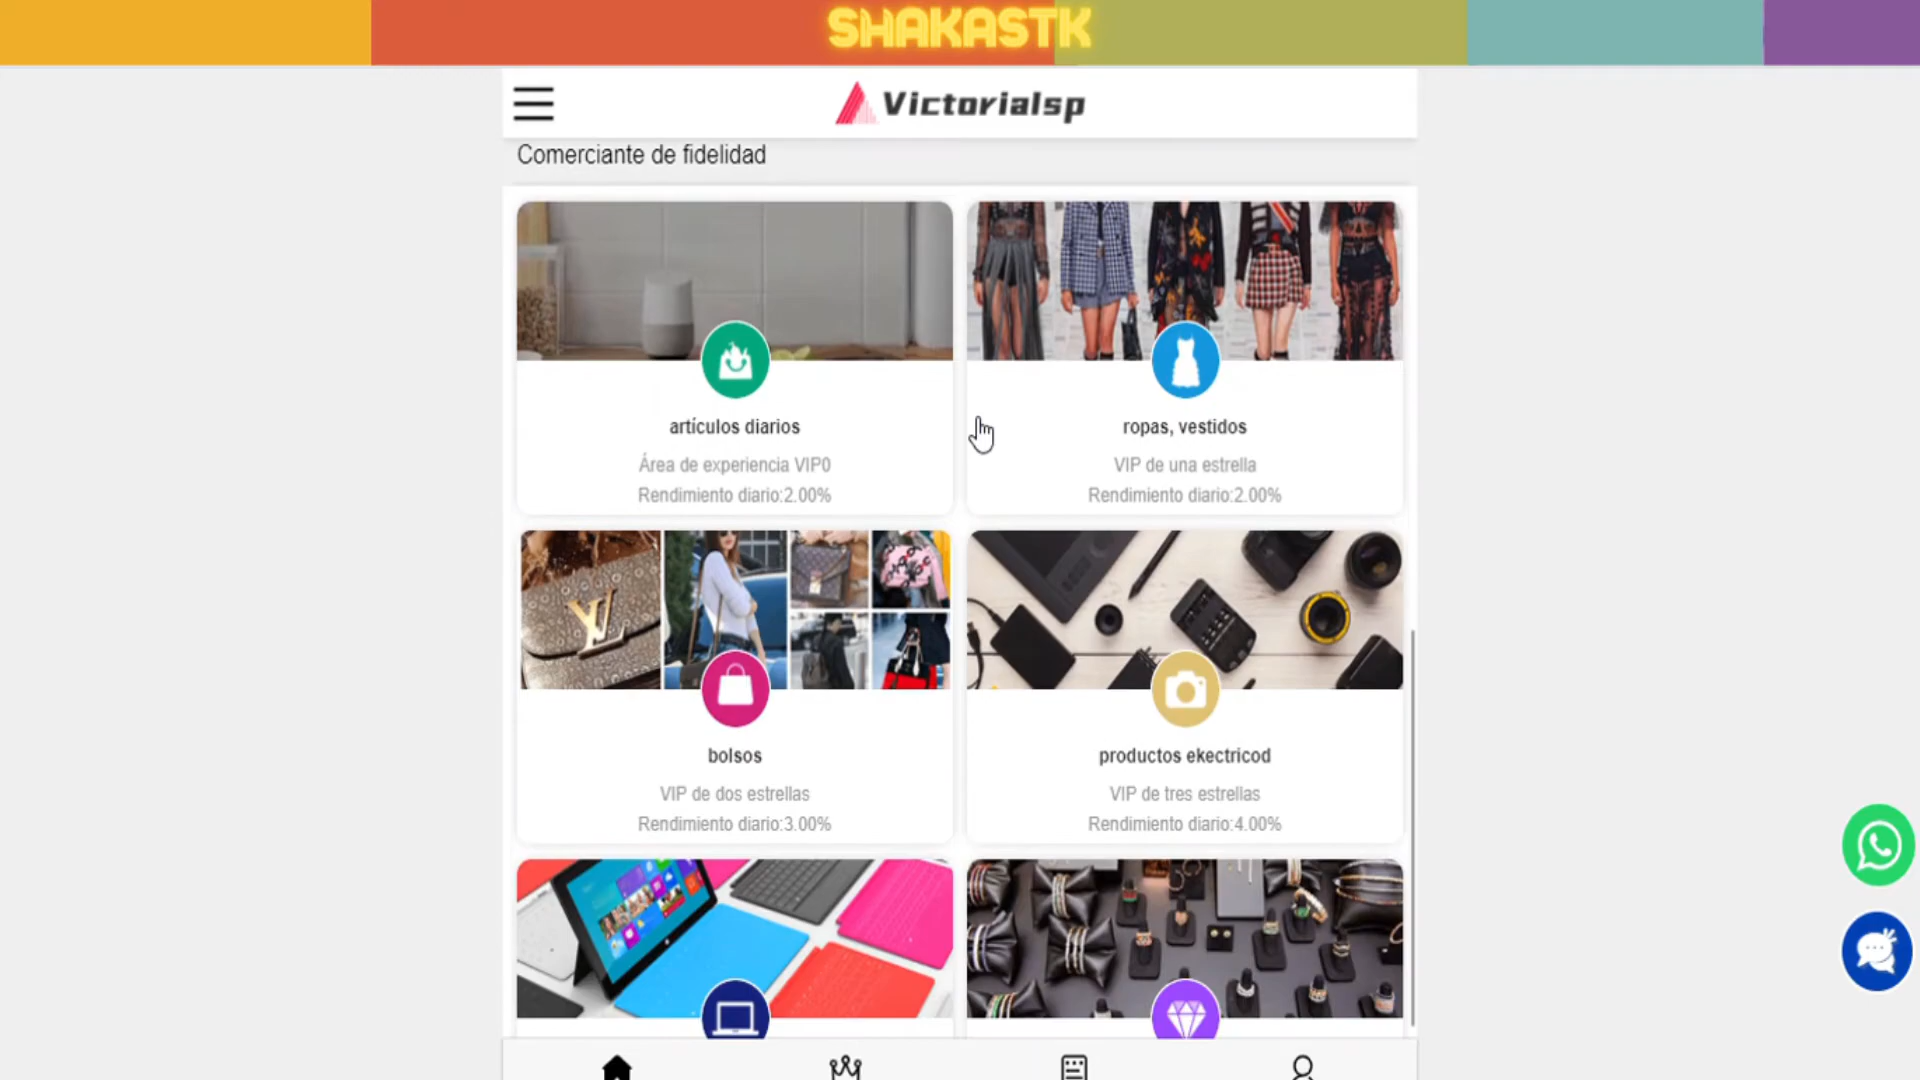 SHAKASTK
Victorialsp
Comerciante de fidelidad
artículos diarios
Área de experiencia VIP0
Rendimiento diario:2.00%
ropas, vestidos
VIP de una estrella
Rendimiento diario:2.00%
bolsos
VIP de dos estrellas
Rendimiento diario:3.00%
productos ekectricod
VIP de tres estrellas
Rendimiento diario:4.00%